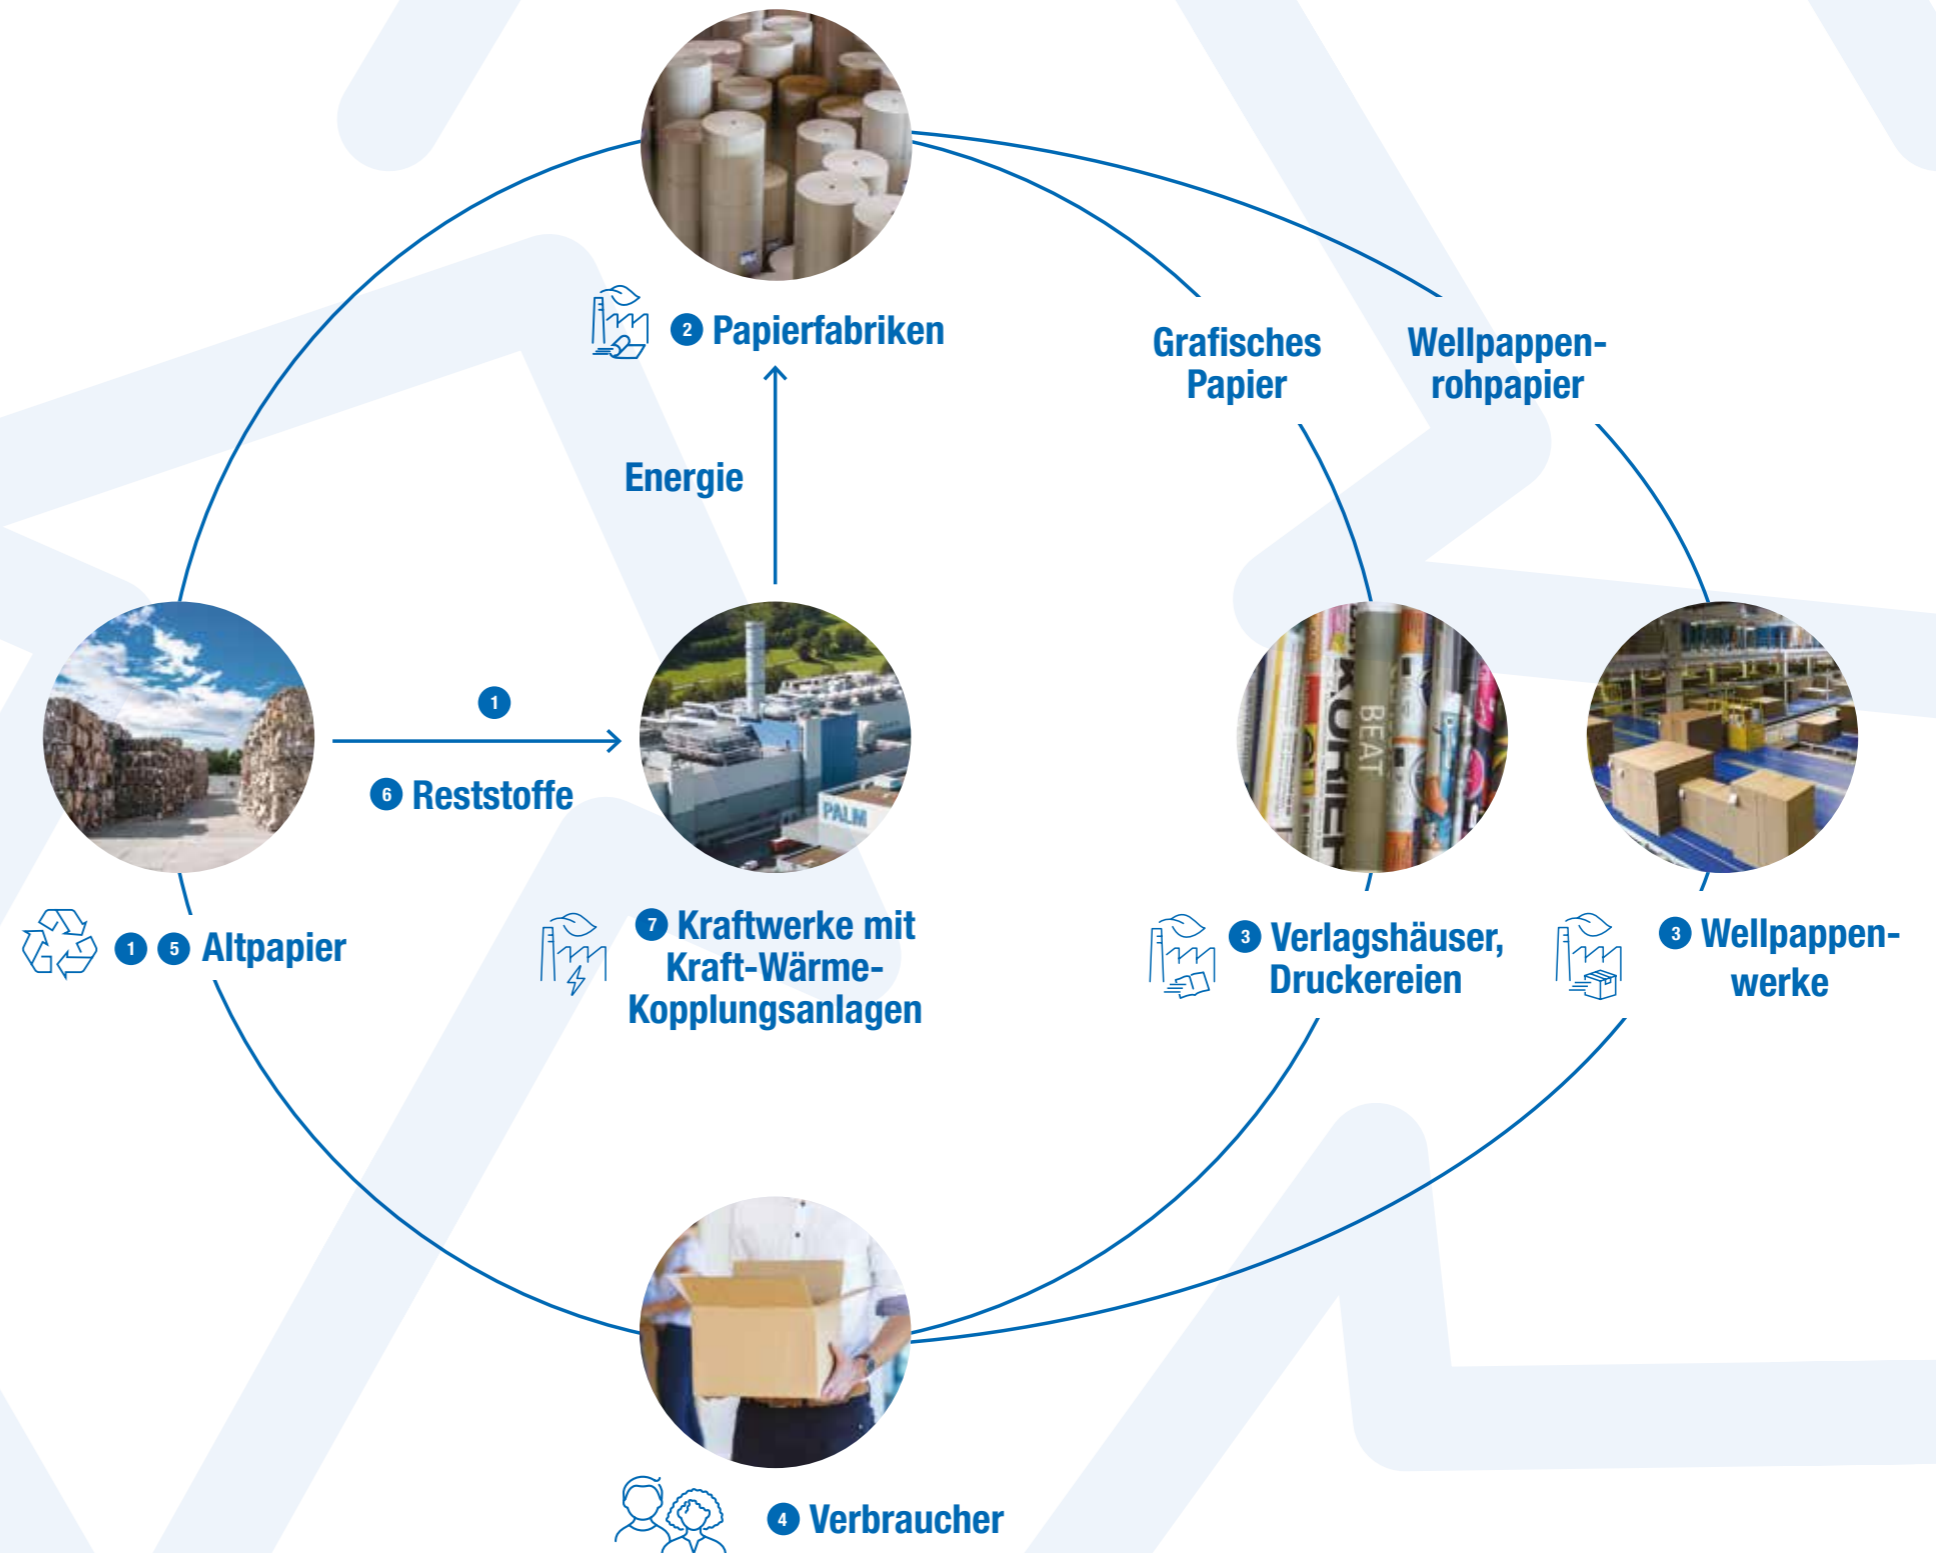 2 Papierfabriken
Grafisches
Papier
Wellpappen-
rohpapier
Energie
1
6 Reststoffe
PALM
KURIER
BEAT
1 5 Altpapier
7 Kraftwerke mit
Kraft-Wärme-
Kopplungsanlagen
3 Verlagshäuser,
Druckereien
3 Wellpappen-
werke
4 Verbraucher